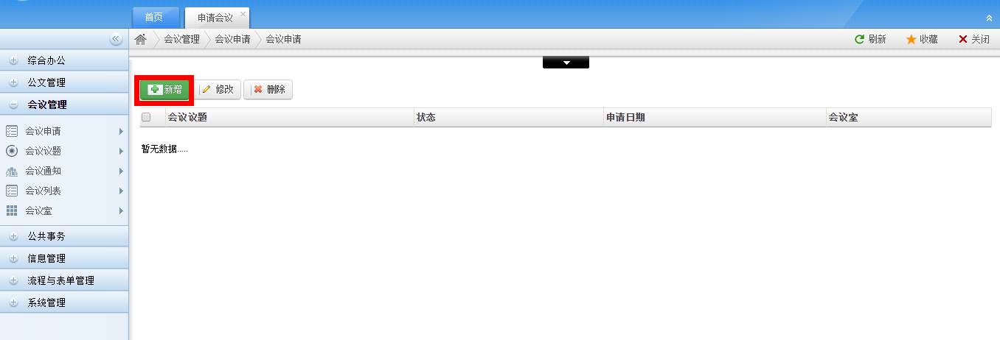 首页 申请会议
会议管理 会议申请 会议申请 刷新 收藏 关闭
综合办公
公文管理
会议管理
会议申请
会议议题
会议通知
会议列表
会议室
公共事务
信息管理
流程与表单管理
系统管理
新增 修改 删除
会议议题 状态 申请日期 会议室
暂无数据.....